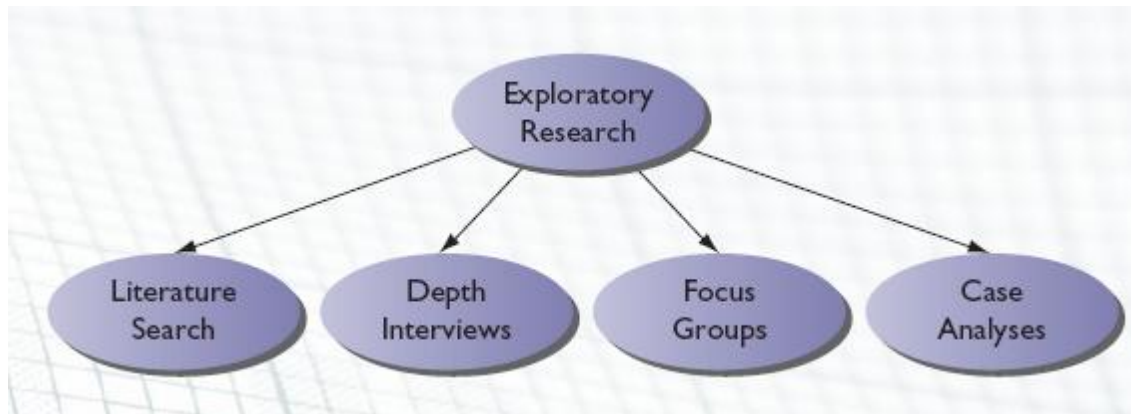 Exploratory
Research
Literature
Search
Depth
Interviews
Focus
Groups
Case
Analyses